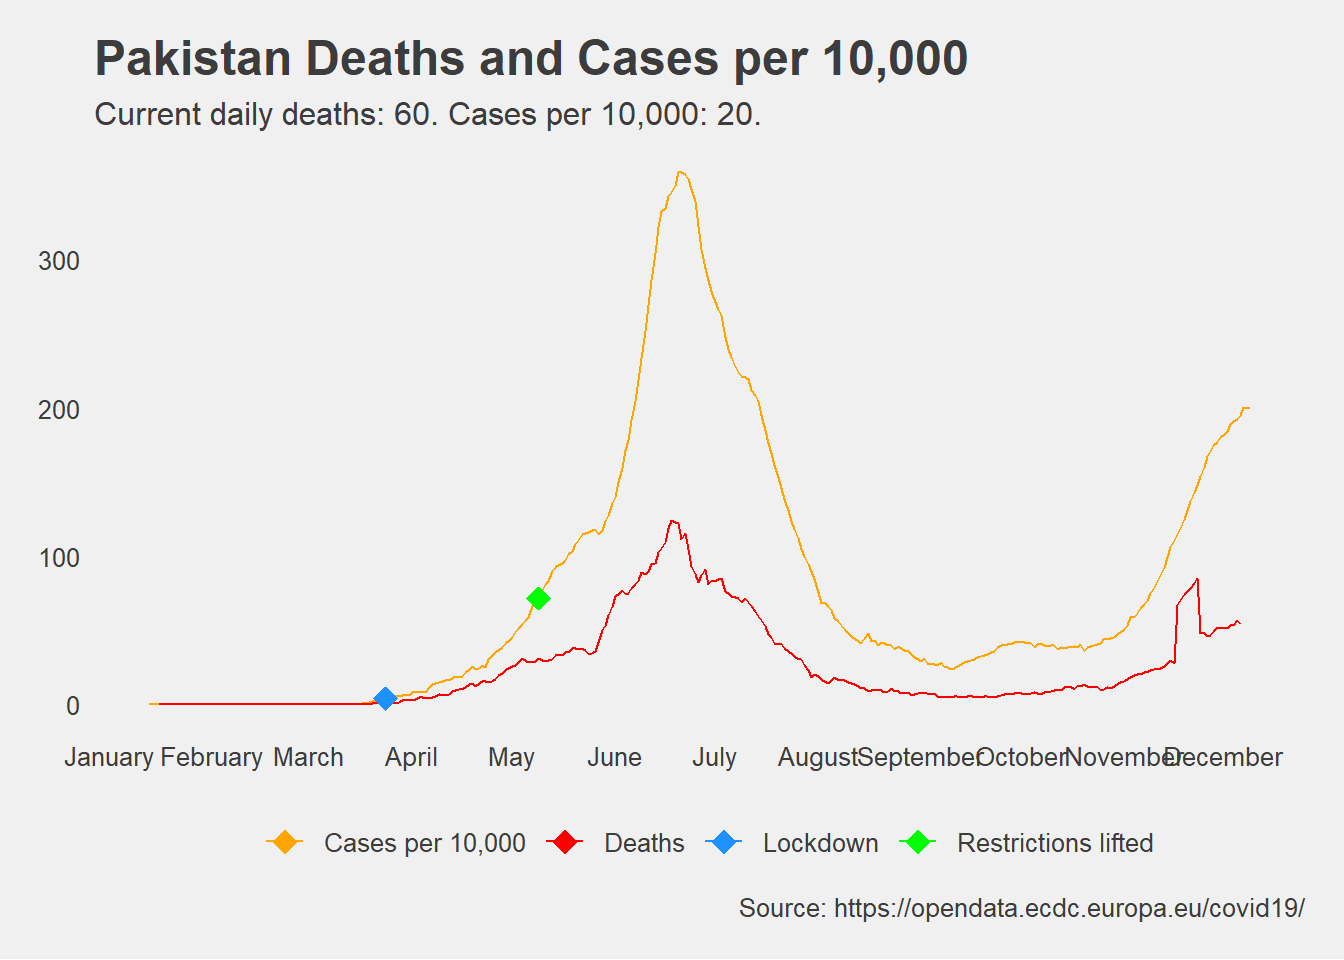 Pakistan Deaths and Cases per 10,000
Current daily deaths: 60. Cases per 10,000: 20.
300
200
100
0
January February March April May June July August September October November December
Cases per 10,000 Deaths Lockdown Restrictions lifted
Source: https://opendata.ecdc.europa.eu/covid19/